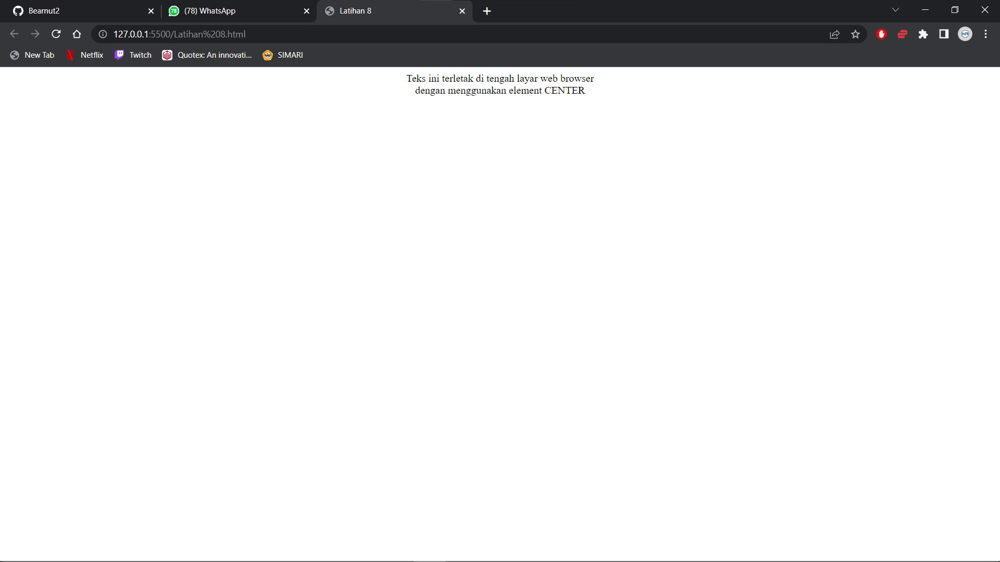 Bearnut2
78
(78) WhatsApp
Latihan 8
127.0.0.1:5500/Latihan%208.html
New Tab
Netflix
Twitch
Quotex: An innovati...
SIMARI
Teks ini terletak di tengah layar web browser
dengan menggunakan element CENTER